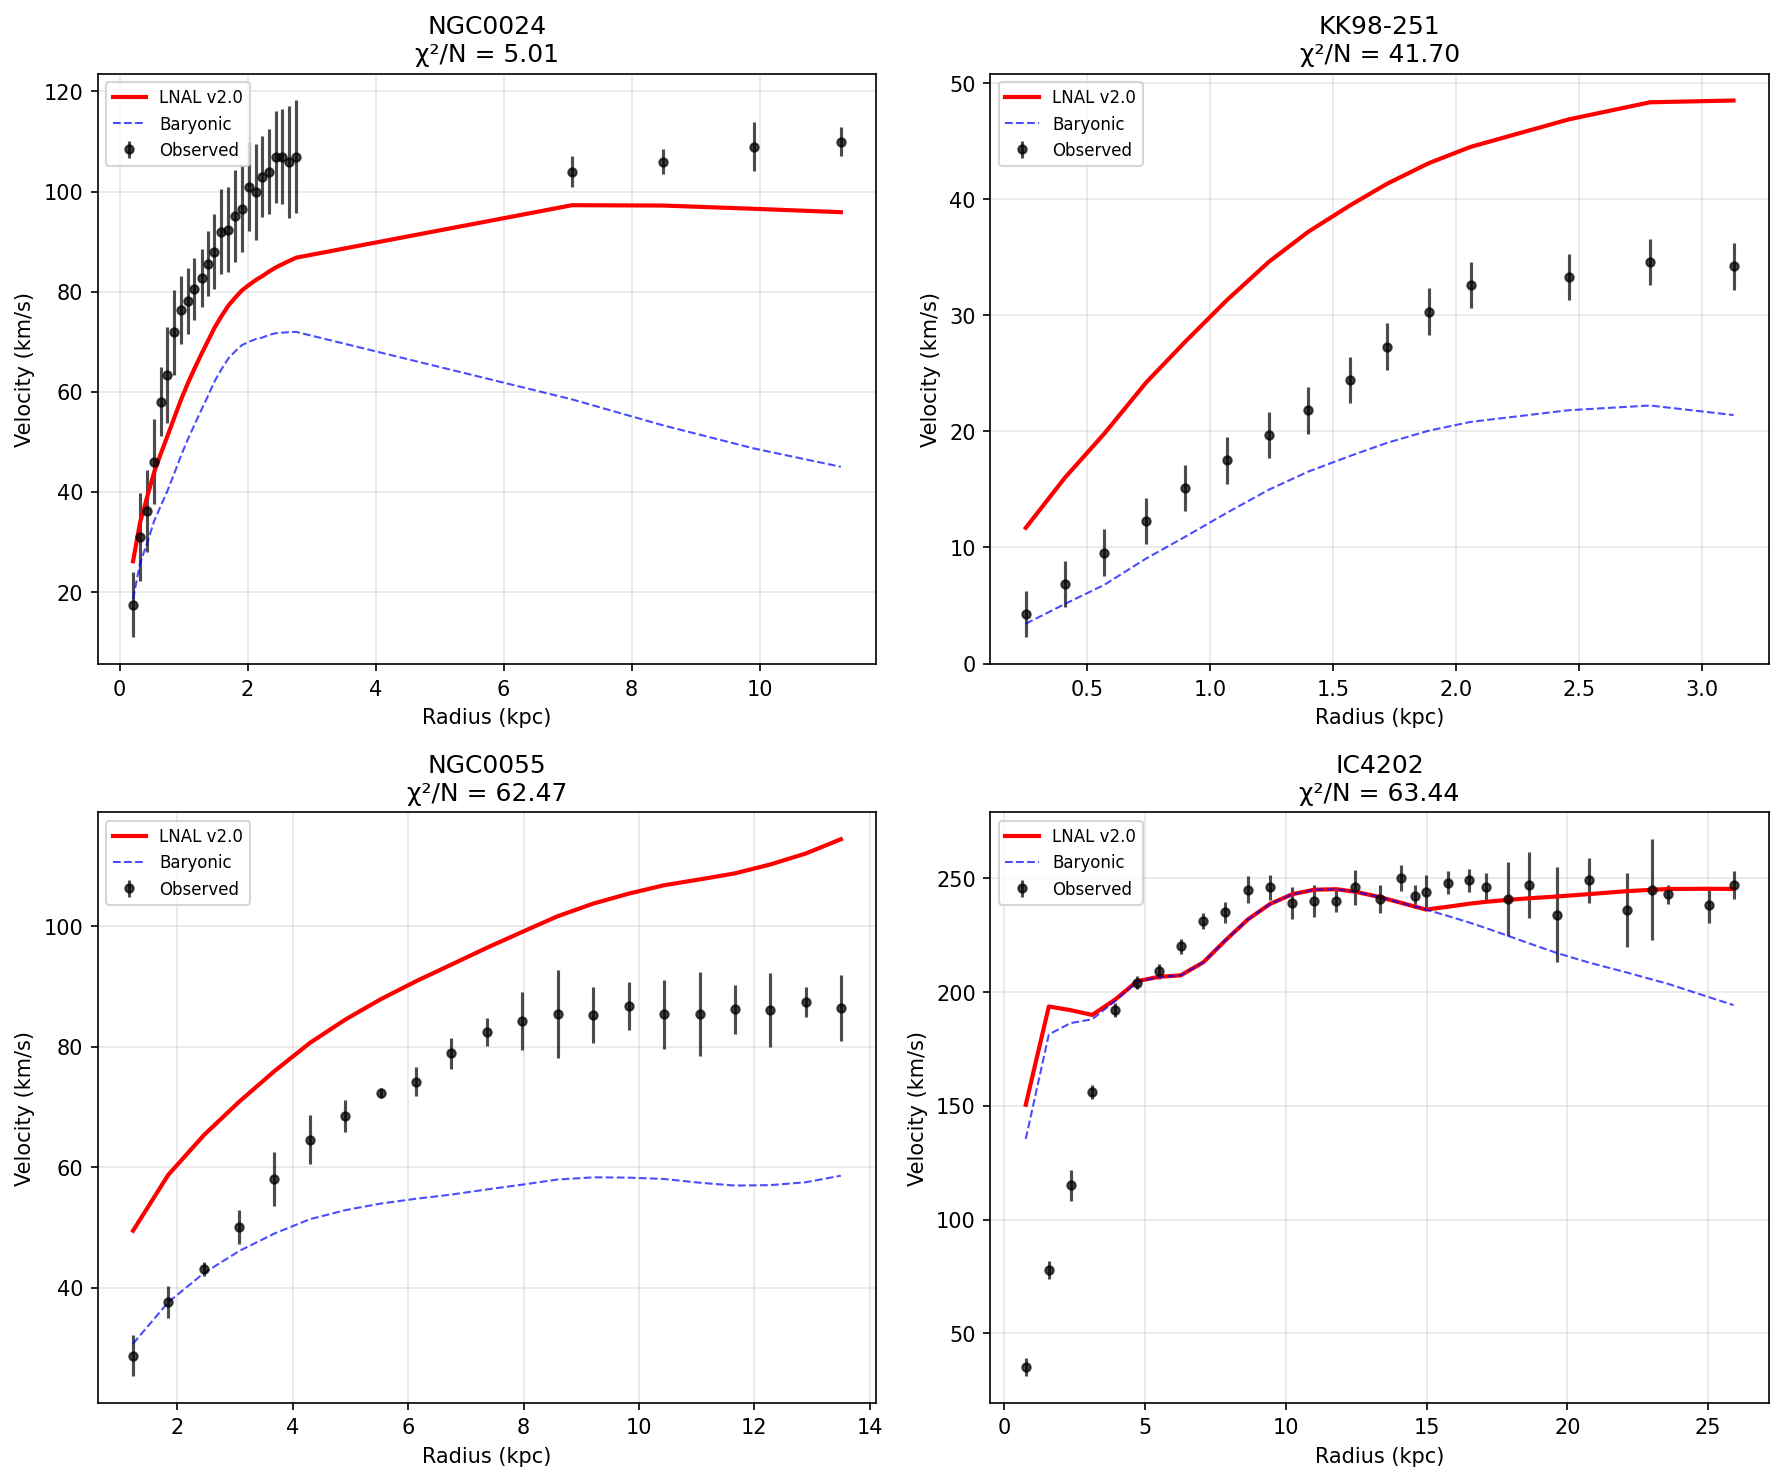 NGC0024
χ²/N = 5.01
LNAL v2.0
Baryonic
Observed
Velocity (km/s)
120
100
80
60
40
20
0 2 4 6 8 10
Radius (kpc)
KK98-251
χ²/N = 41.70
LNAL v2.0
Baryonic
Observed
Velocity (km/s)
50
40
30
20
10
0
0.5 1.0 1.5 2.0 2.5 3.0
Radius (kpc)
NGC0055
χ²/N = 62.47
LNAL v2.0
Baryonic
Observed
Velocity (km/s)
100
80
60
40
2 4 6 8 10 12 14
Radius (kpc)
IC4202
χ²/N = 63.44
LNAL v2.0
Baryonic
Observed
Velocity (km/s)
250
200
150
100
50
0 5 10 15 20 25
Radius (kpc)